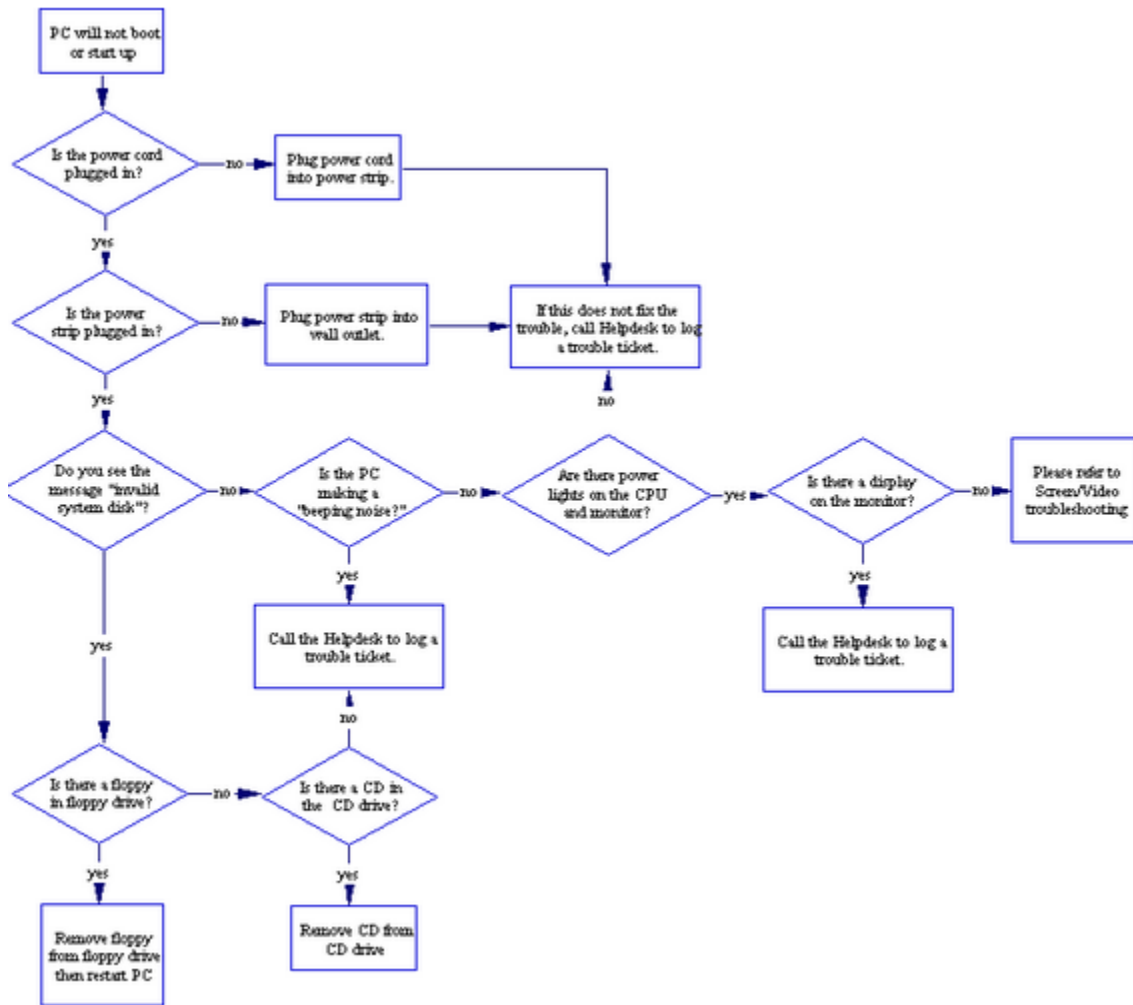 PC will not boot
or start up
Is the power cord
plugged in?
no
Plug power cord
into power strip.
yes
Is the power
strip plugged in?
no
Plug power strip into
wall outlet.
If this does not fix the
trouble, call Helpdesk to log
a trouble ticket.
yes
no
Do you see the
message "invalid
system disk"?
no
Is the PC
making a
"beeping noise?"
no
Are there power
lights on the CPU
and monitor?
yes
Is there a display
on the monitor?
no
Please refer to
Screen/Video
troubleshooting
yes
yes
Call the Helpdesk to log a
trouble ticket.
Call the Helpdesk to log a
trouble ticket.
yes
no
Is there a floppy
in floppy drive?
no
Is there a CD in
the CD drive?
yes
yes
Remove floppy
from floppy drive
then restart PC
Remove CD from
CD drive